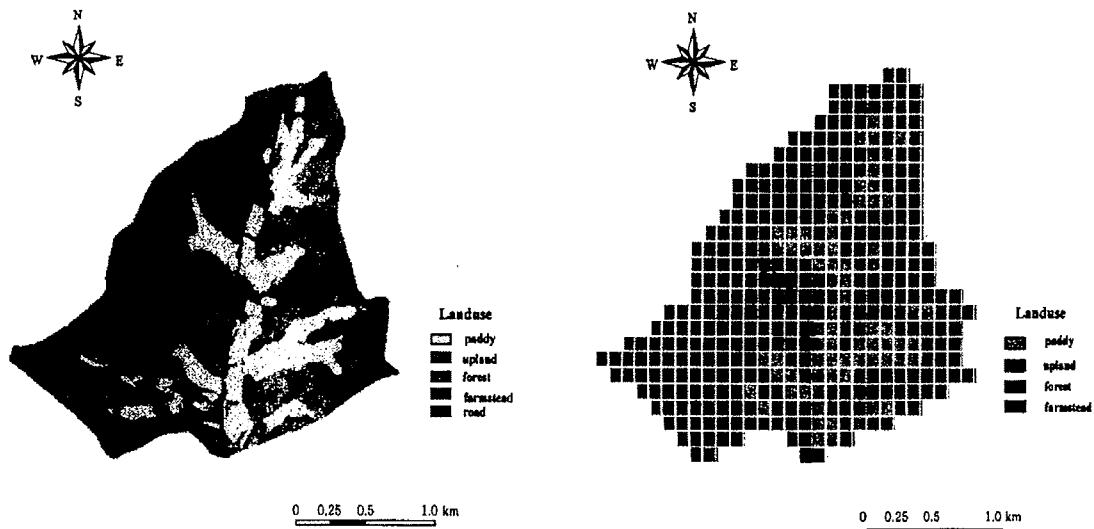 N
W E
S
Landuse
paddy
upland
forest
farmstead
road
0 0.25 0.5 1.0 km
N
W E
S
Landuse
paddy
upland
forest
farmstead
0 0.25 0.5 1.0 km